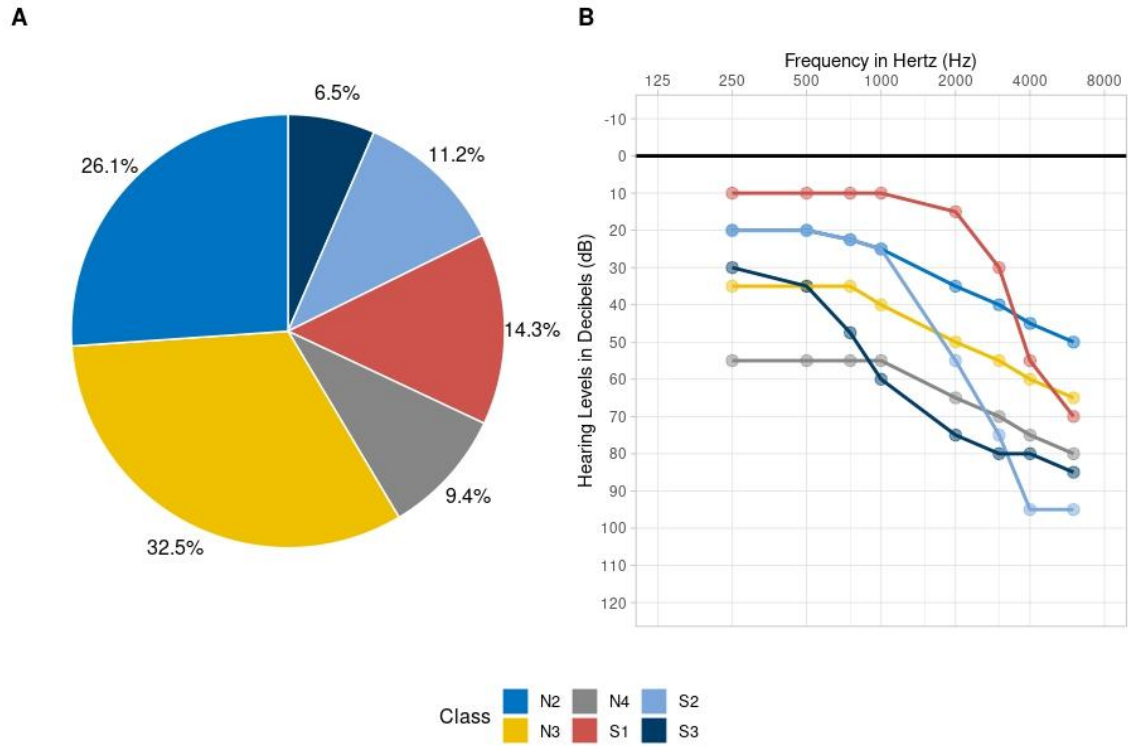 A
6.5%
11.2%
26.1%
14.3%
9.4%
32.5%
B
Frequency in Hertz (Hz)
125 250 500 1000 2000 4000 8000
Hearing Levels in Decibels (dB)
-10
0
10
20
30
40
50
60
70
80
90
100
110
120
Class
N2 N4 S2
N3 S1 S3